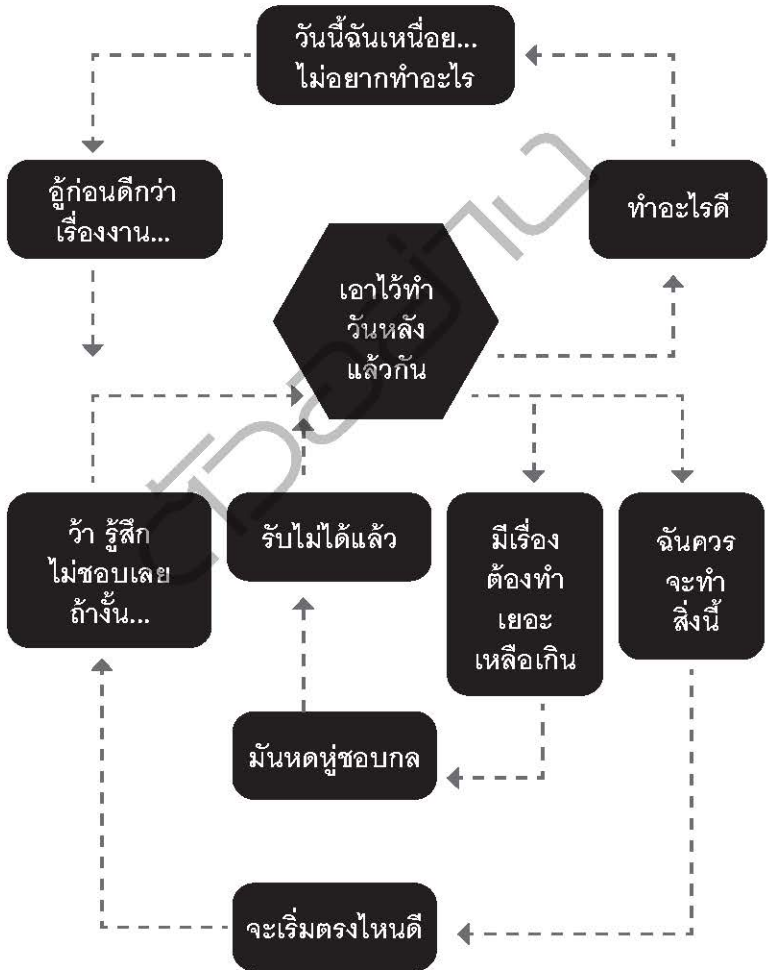 วันนี้ฉันเหนื่อย...
ไม่อยากทำอะไร
อู้ก่อนดีกว่า
เรื่องงาน...
ทำอะไรดี
เอาไว้ทำ
วันหลัง
แล้วกัน
ว้า รู้สึก
ไม่ชอบเลย
ถ้างั้น...
รับไม่ได้แล้ว
มีเรื่อง
ต้องทำ
เยอะ
เหลือเกิน
ฉันควร
จะทำ
สิ่งนี้
มันหดหู่ชอบกล
จะเริ่มตรงไหนดี
ตัวอย่าง